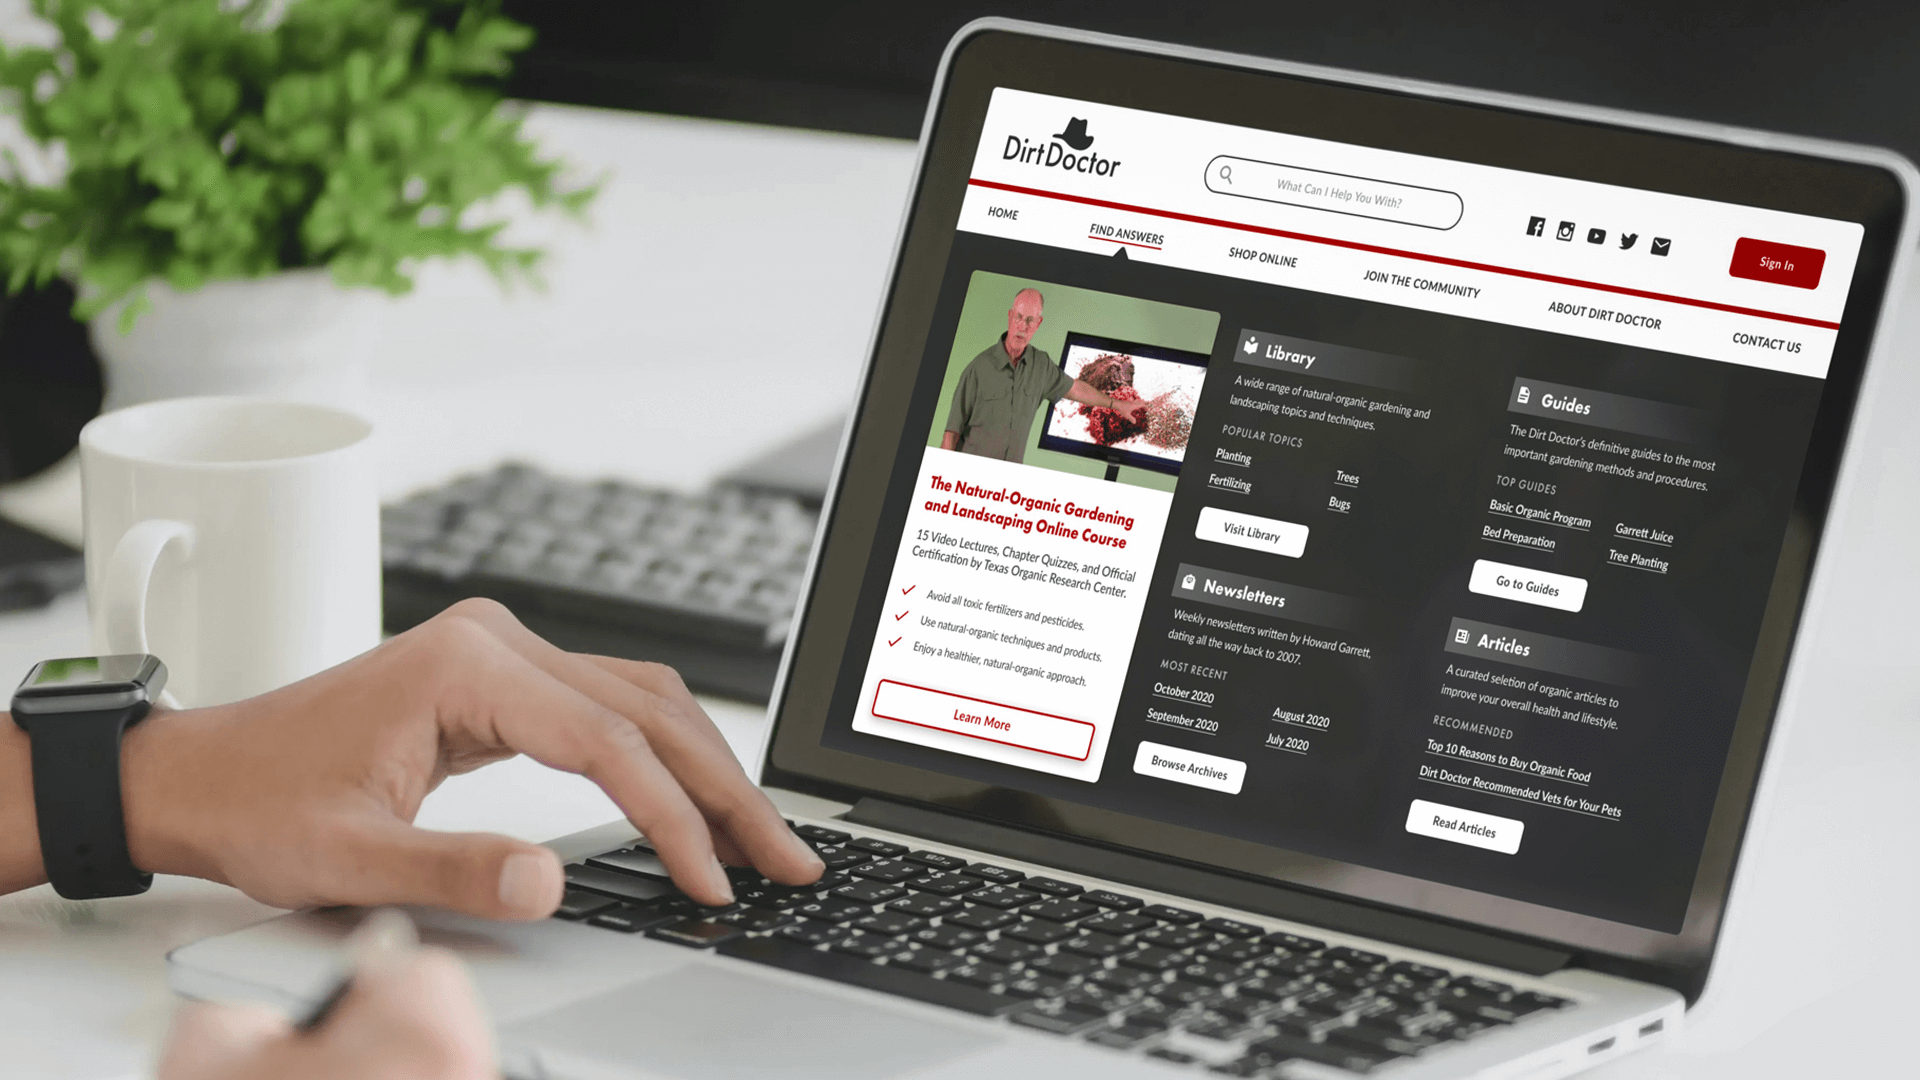 DirtDoctor
What Can I Help You With?
Sign In
HOME
FIND ANSWERS
SHOP ONLINE
JOIN THE COMMUNITY
ABOUT DIRT DOCTOR
CONTACT US
The Natural-Organic Gardening
and Landscaping Online Course
15 Video Lectures, Chapter Quizzes, and Official
Certification by Texas Organic Research Center.
Avoid all toxic fertilizers and pesticides.
Use natural-organic techniques and products.
Enjoy a healthier, natural-organic approach.
Learn More
Library
A wide range of natural-organic gardening and
landscaping topics and techniques.
POPULAR TOPICS
Planting
Trees
Fertilizing
Bugs
Visit Library
Guides
The Dirt Doctor's definitive guides to the most
important gardening methods and procedures.
TOP GUIDES
Basic Organic Program
Garrett Juice
Bed Preparation
Tree Planting
Go to Guides
Newsletters
Weekly newsletters written by Howard Garrett,
dating all the way back to 2007.
MOST RECENT
October 2020
August 2020
September 2020
July 2020
Browse Archives
Articles
A curated seletion of organic articles to
improve your overall health and lifestyle.
RECOMMENDED
Top 10 Reasons to Buy Organic Food
Dirt Doctor Recommended Vets for Your Pets
Read Articles